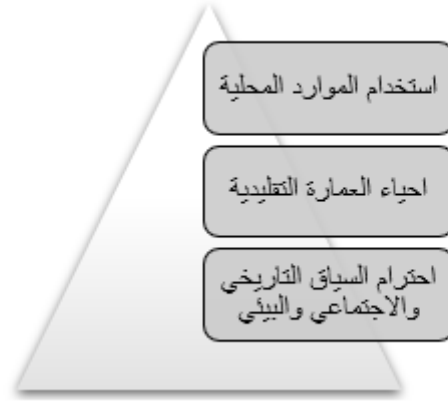 استخدام الموارد المحلية
احياء العمارة التقليدية
احترام السياق التاريخي
والاجتماعي والبيئي